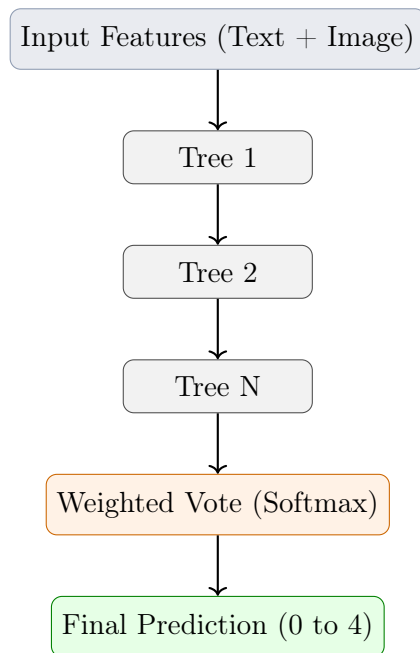 Input Features (Text + Image)
Tree 1
Tree 2
Tree N
Weighted Vote (Softmax)
Final Prediction (0 to 4)